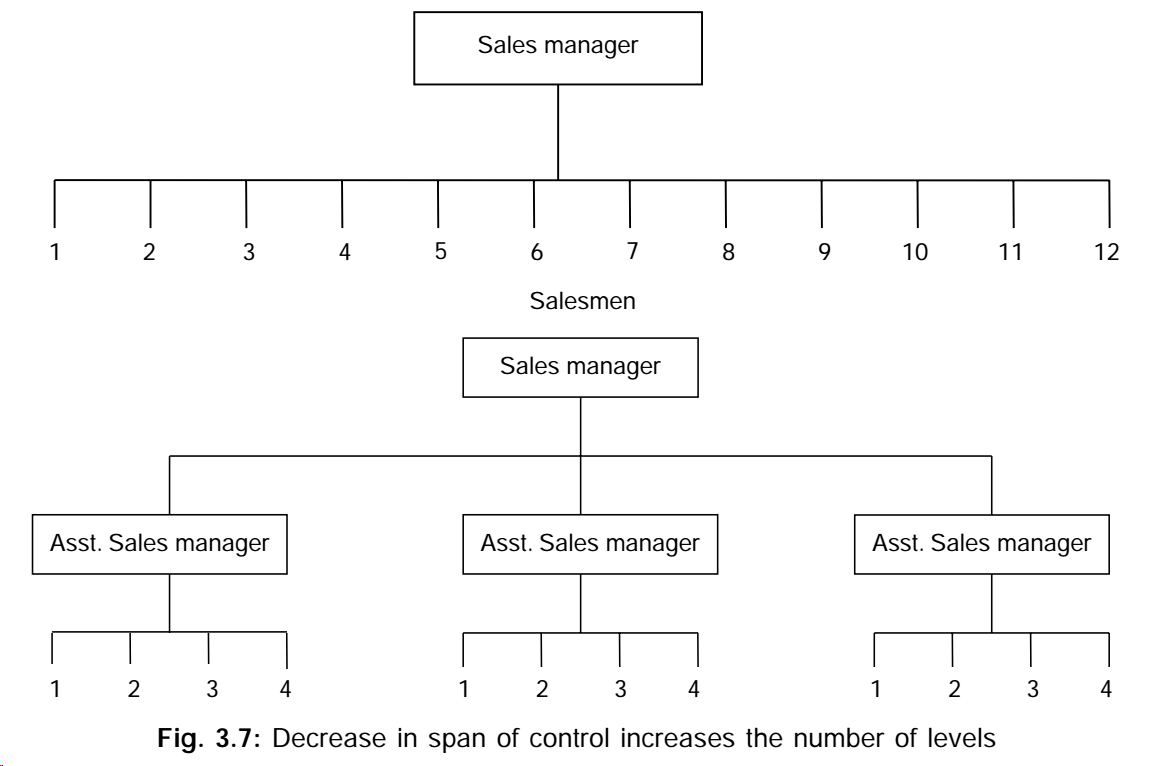 Sales manager
1 2 3 4 5 6 7 8 9 10 11 12
Salesmen
Sales manager
Asst. Sales manager Asst. Sales manager Asst. Sales manager
1 2 3 4 1 2 3 4 1 2 3 4
Fig. 3.7: Decrease in span of control increases the number of levels